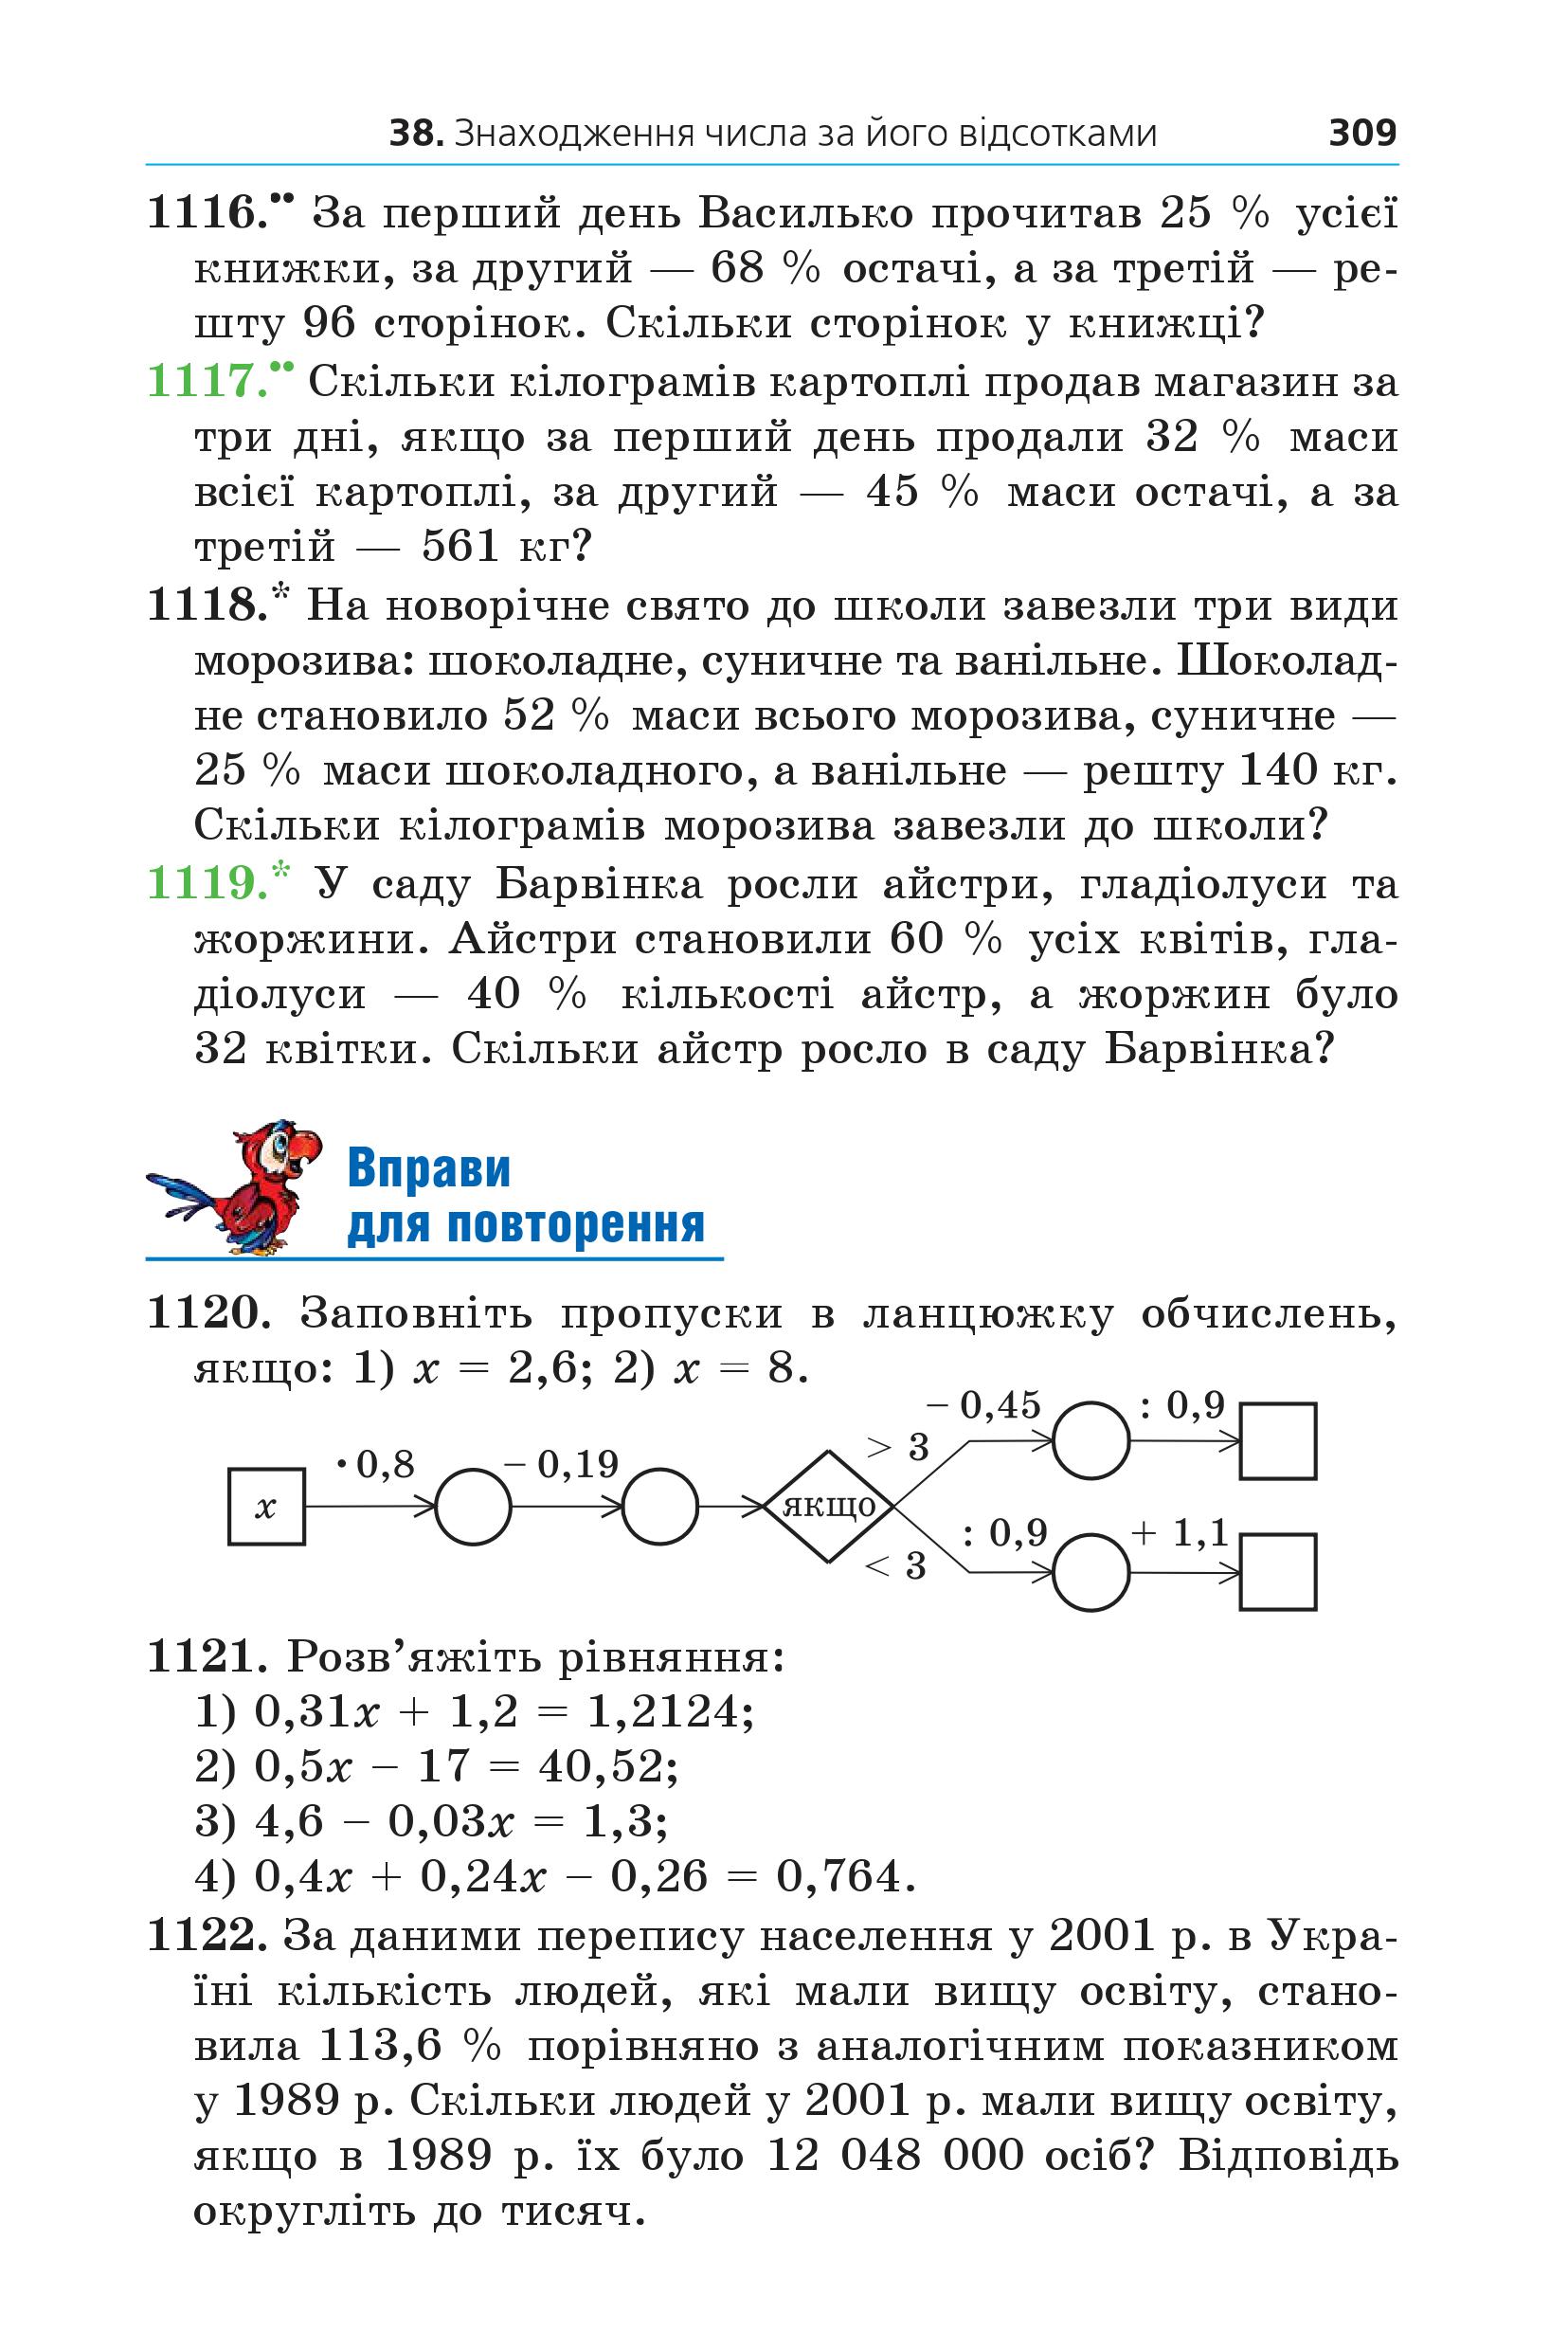 38. Знаходження числа за його відсотками 309
1116.•• За перший день Василько прочитав 25 % усієї
книжки, за другий — 68 % остачі, а за третій — ре-
шту 96 сторінок. Скільки сторінок у книжці?
1117.•• Скільки кілограмів картоплі продав магазин за
три дні, якщо за перший день продали 32 % маси
всієї картоплі, за другий — 45 % маси остачі, а за
третій — 561 кг?
1118.* На новорічне свято до школи завезли три види
морозива: шоколадне, суничне та ванільне. Шоколад-
не становило 52 % маси всього морозива, суничне —
25 % маси шоколадного, а ванільне — решту 140 кг.
Скільки кілограмів морозива завезли до школи?
1119.* У саду Барвінка росли айстри, гладіолуси та
жоржини. Айстри становили 60 % усіх квітів, гла-
діолуси — 40 % кількості айстр, а жоржин було
32 квітки. Скільки айстр росло в саду Барвінка?
Вправи
для повторення
1120. Заповніть пропуски в ланцюжку обчислень,
якщо: 1) x = 2,6; 2) x = 8.
– 0,45 : 0,9
> 3
· 0,8 – 0,19
x якщо
: 0,9 + 1,1
< 3
1121. Розв’яжіть рівняння:
1) 0,31x + 1,2 = 1,2124;
2) 0,5x – 17 = 40,52;
3) 4,6 – 0,03x = 1,3;
4) 0,4x + 0,24x – 0,26 = 0,764.
1122. За даними перепису населення у 2001 р. в Укра-
їні кількість людей, які мали вищу освіту, стано-
вила 113,6 % порівняно з аналогічним показником
у 1989 р. Скільки людей у 2001 р. мали вищу освіту,
якщо в 1989 р. їх було 12 048 000 осіб? Відповідь
округліть до тисяч.